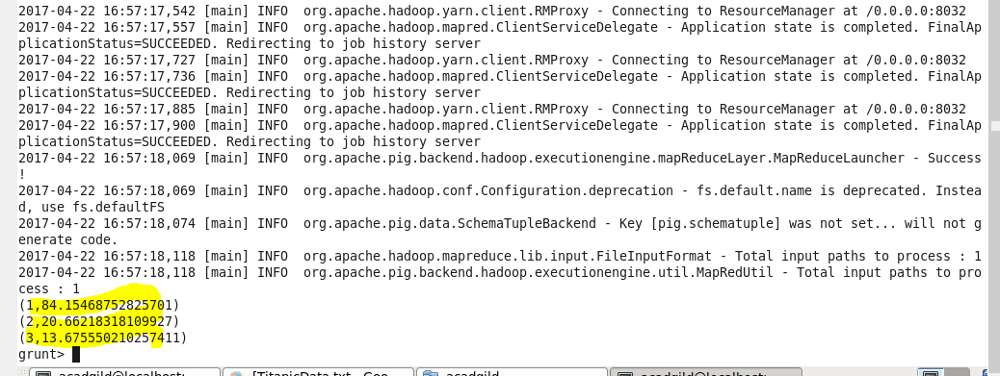 2017-04-22 16:57:17,542 [main] INFO  org.apache.hadoop.yarn.client.RMProxy - Connecting to ResourceManager at /0.0.0.0:8032
2017-04-22 16:57:17,557 [main] INFO  org.apache.hadoop.mapred.ClientServiceDelegate - Application state is completed. FinalAp
plicationStatus=SUCCEEDED. Redirecting to job history server
2017-04-22 16:57:17,727 [main] INFO  org.apache.hadoop.yarn.client.RMProxy - Connecting to ResourceManager at /0.0.0.0:8032
2017-04-22 16:57:17,736 [main] INFO  org.apache.hadoop.mapred.ClientServiceDelegate - Application state is completed. FinalAp
plicationStatus=SUCCEEDED. Redirecting to job history server
2017-04-22 16:57:17,885 [main] INFO  org.apache.hadoop.yarn.client.RMProxy - Connecting to ResourceManager at /0.0.0.0:8032
2017-04-22 16:57:17,900 [main] INFO  org.apache.hadoop.mapred.ClientServiceDelegate - Application state is completed. FinalAp
plicationStatus=SUCCEEDED. Redirecting to job history server
2017-04-22 16:57:18,069 [main] INFO  org.apache.pig.backend.hadoop.executionengine.mapReduceLayer.MapReduceLauncher - Success
!
2017-04-22 16:57:18,069 [main] INFO  org.apache.hadoop.conf.Configuration.deprecation - fs.default.name is deprecated. Instea
d, use fs.defaultFS
2017-04-22 16:57:18,074 [main] INFO  org.apache.pig.data.SchemaTupleBackend - Key [pig.schematuple] was not set... will not g
enerate code.
2017-04-22 16:57:18,118 [main] INFO  org.apache.hadoop.mapreduce.lib.input.FileInputFormat - Total input paths to process : 1
2017-04-22 16:57:18,118 [main] INFO  org.apache.pig.backend.hadoop.executionengine.util.MapRedUtil - Total input paths to pro
cess : 1
(1,84.15468752825701)
(2,20.66218318109927)
(3,13.675550210257411)
grunt>
acadgild@localhost: [TitanicData.txt - Goo acadgild acadgild@localhost: